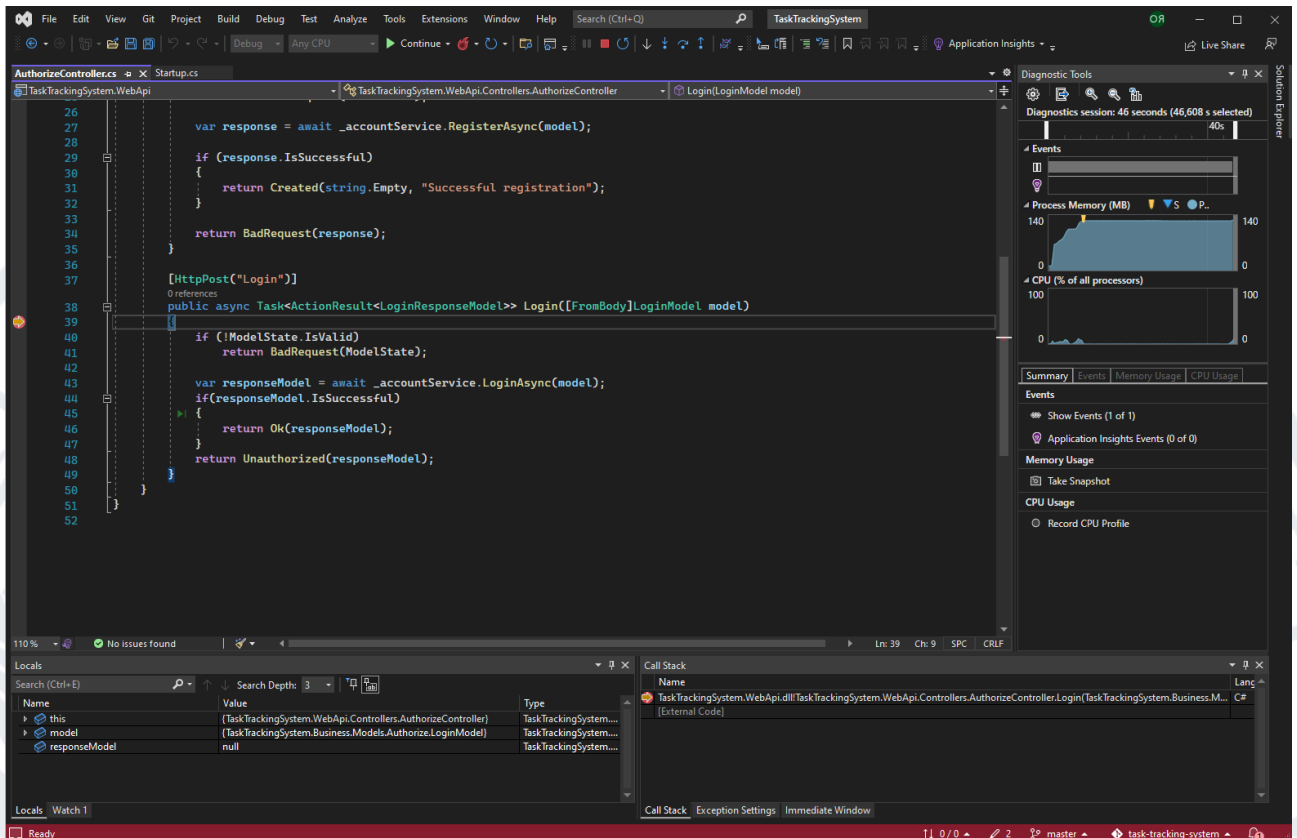 File Edit View Git Project Build Debug Test Analyze Tools Extensions Window Help Search (Ctrl+Q) TaskTrackingSystem ОЯ
Debug Any CPU Continue Application Insights Live Share
AuthorizeController.cs Startup.cs
TaskTrackingSystem.WebApi TaskTrackingSystem.WebApi.Controllers.AuthorizeController Login(LoginModel model)
26
27 var response = await _accountService.RegisterAsync(model);
28
29 if (response.IsSuccessful)
30 {
31 return Created(string.Empty, "Successful registration");
32 }
33
34 return BadRequest(response);
35 }
36
37 [HttpPost("Login")]
0 references
38 public async Task<ActionResult<LoginResponseModel>> Login([FromBody]LoginModel model)
39 {
40 if (!ModelState.IsValid)
41 return BadRequest(ModelState);
42
43 var responseModel = await _accountService.LoginAsync(model);
44 if(responseModel.IsSuccessful)
45 {
46 return Ok(responseModel);
47 }
48 return Unauthorized(responseModel);
49 }
50 }
51 }
52
110 % No issues found Ln: 39 Ch: 9 SPC CRLF
Diagnostic Tools
Diagnostics session: 46 seconds (46,608 s selected)
40s
Events
Process Memory (MB) S P..
140 140
0 0
CPU (% of all processors)
100 100
0 0
Summary Events Memory Usage CPU Usage
Events
Show Events (1 of 1)
Application Insights Events (0 of 0)
Memory Usage
Take Snapshot
CPU Usage
Record CPU Profile
Solution Explorer
Locals
Search (Ctrl+E) Search Depth: 3
Name Value Type
this {TaskTrackingSystem.WebApi.Controllers.AuthorizeController} TaskTrackingSystem....
model {TaskTrackingSystem.Business.Models.Authorize.LoginModel} TaskTrackingSystem....
responseModel null TaskTrackingSystem....
Locals Watch 1
Call Stack
Name Lang
TaskTrackingSystem.WebApi.dll!TaskTrackingSystem.WebApi.Controllers.AuthorizeController.Login(TaskTrackingSystem.Business.M... C#
[External Code]
Call Stack Exception Settings Immediate Window
Ready 0 / 0 2 master task-tracking-system